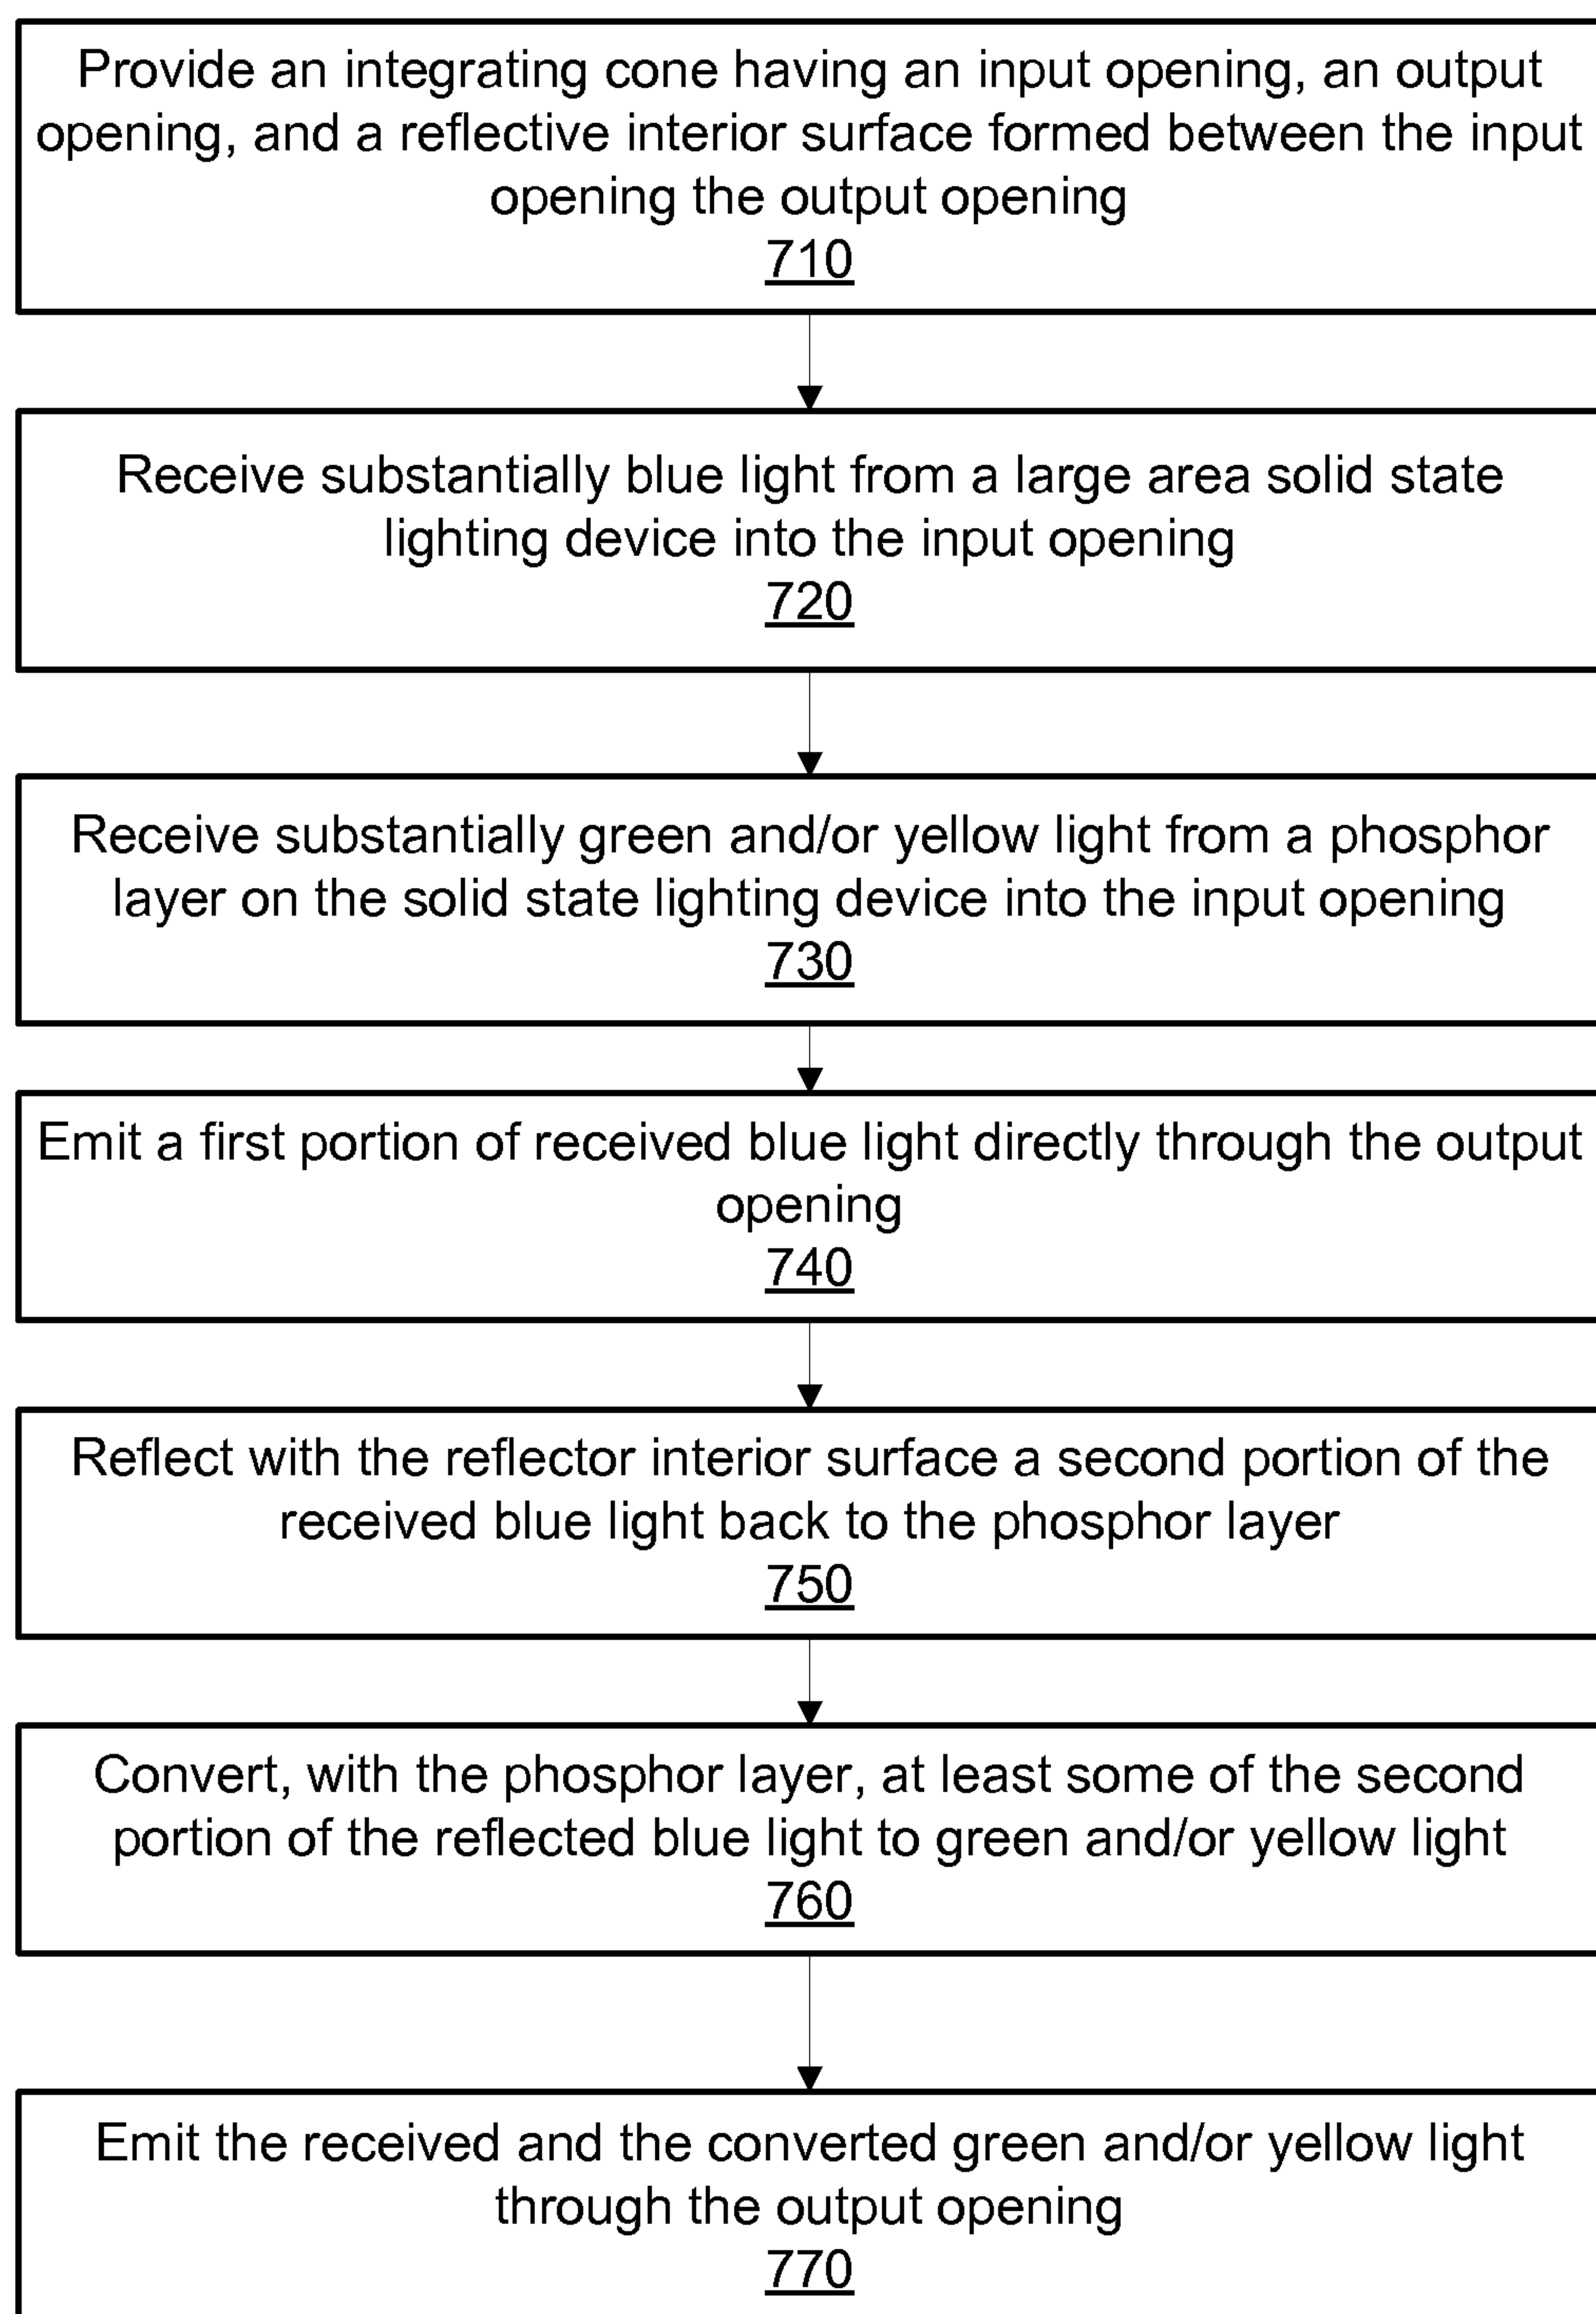 Provide an integrating cone having an input opening, an output
opening, and a reflective interior surface formed between the input
opening the output opening
710
Receive substantially blue light from a large area solid state
lighting device into the input opening
720
Receive substantially green and/or yellow light from a phosphor
layer on the solid state lighting device into the input opening
730
Emit a first portion of received blue light directly through the output
opening
740
Reflect with the reflector interior surface a second portion of the
received blue light back to the phosphor layer
750
Convert, with the phosphor layer, at least some of the second
portion of the reflected blue light to green and/or yellow light
760
Emit the received and the converted green and/or yellow light
through the output opening
770